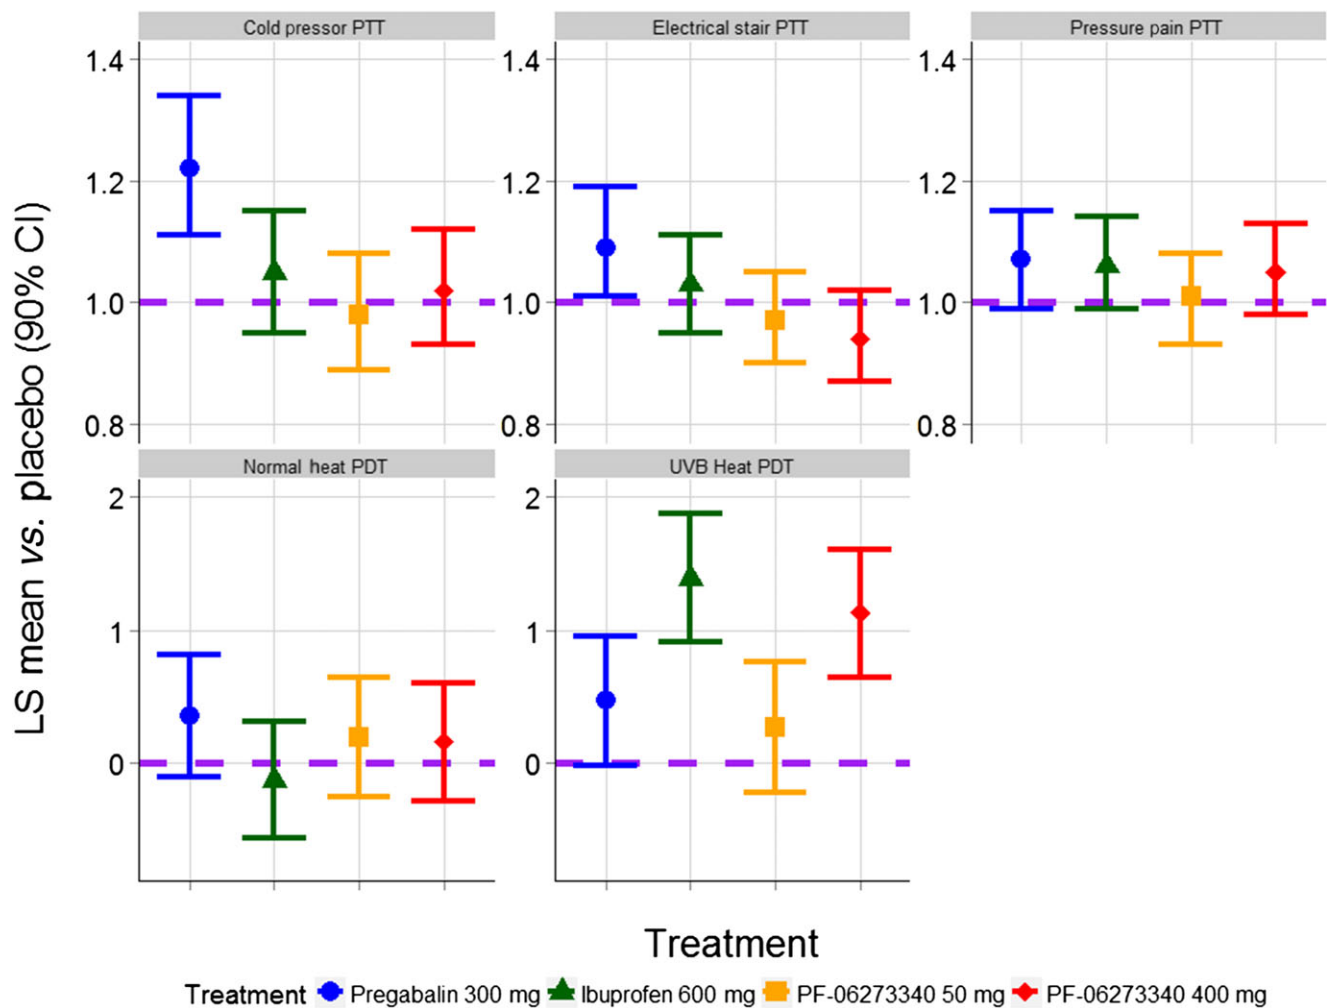 Cold pressor PTT
Electrical stair PTT
Pressure pain PTT
1.4
1.2
1.0
0.8
1.4
1.2
1.0
0.8
1.4
1.2
1.0
0.8
LS mean vs. placebo (90% CI)
Normal heat PDT
UVB Heat PDT
2
1
0
2
1
0
Treatment
Treatment Pregabalin 300 mg Ibuprofen 600 mg PF-06273340 50 mg PF-06273340 400 mg